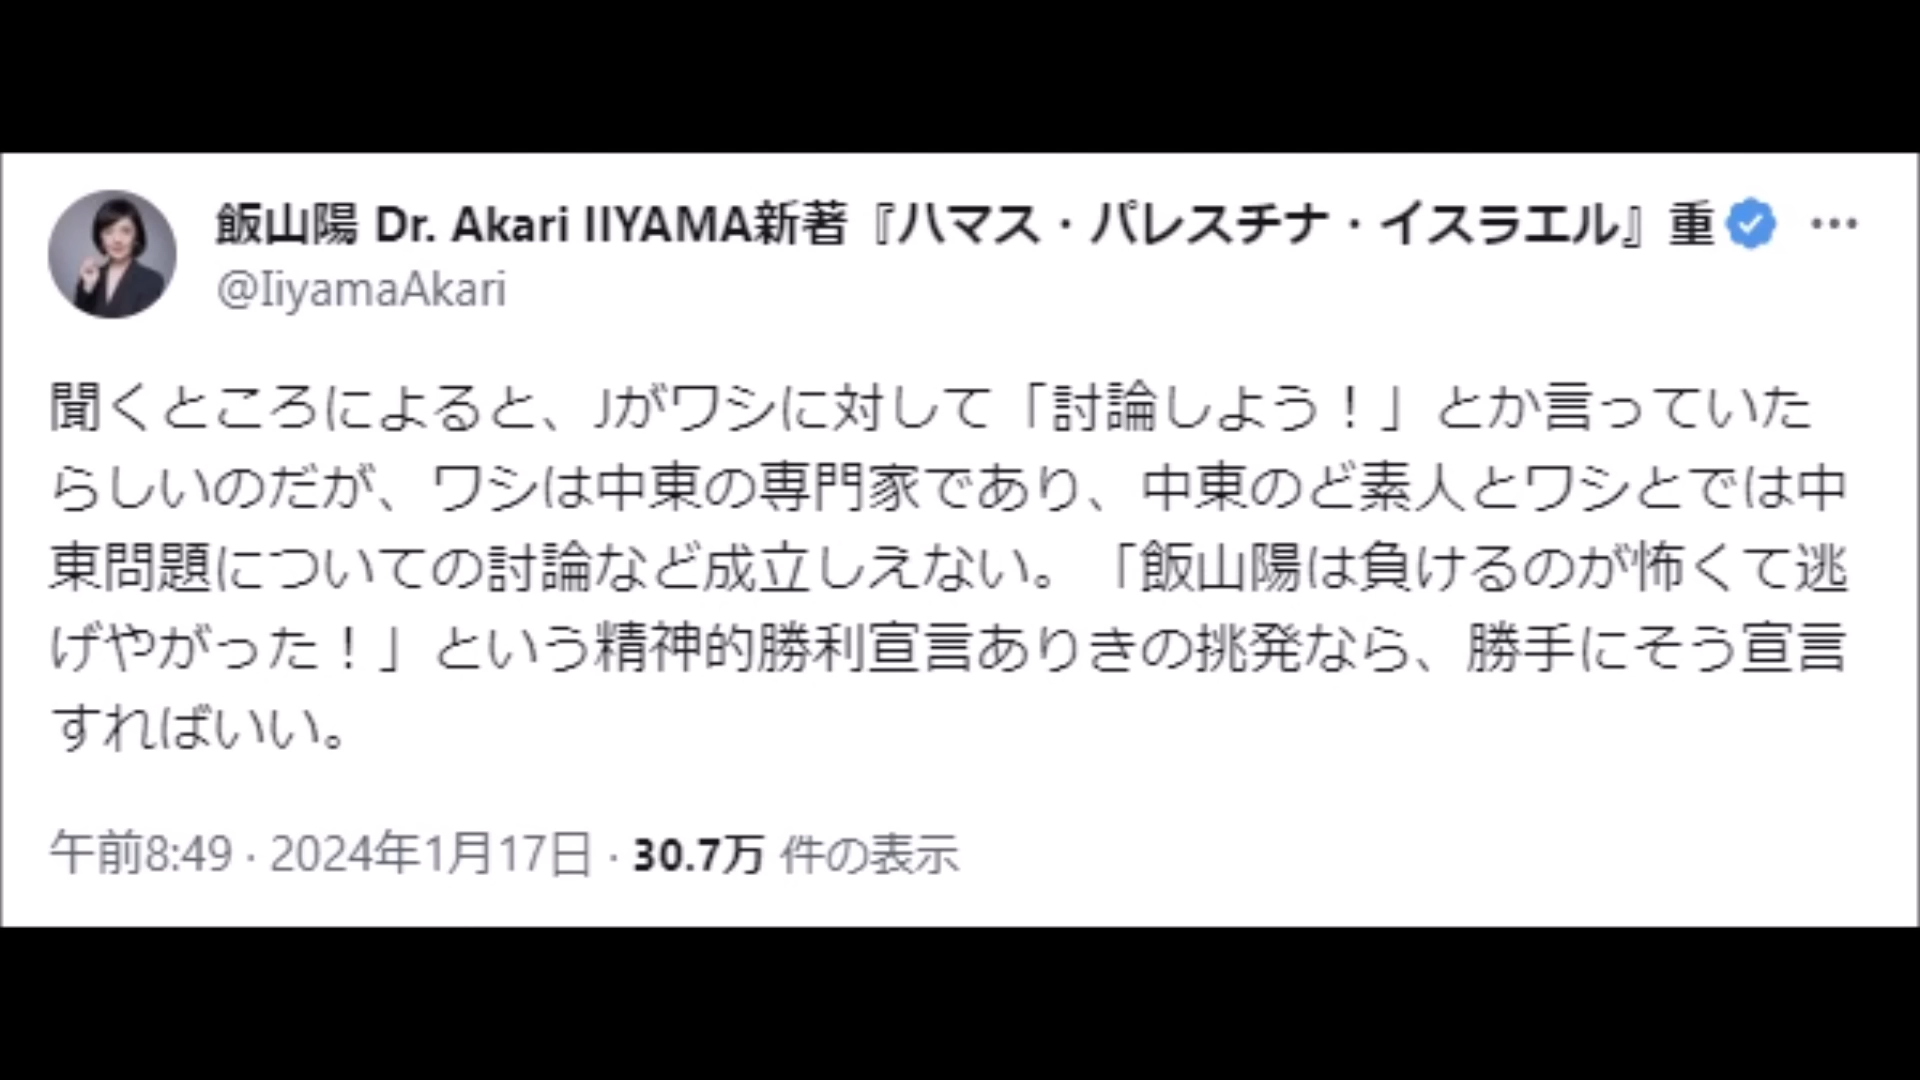 飯山陽 Dr. Akari IIYAMA新著『ハマス・パレスチナ・イスラエル』重
@IiyamaAkari
聞くところによると、Jがワシに対して「討論しよう！」とか言っていた
らしいのだが、ワシは中東の専門家であり、中東のど素人とワシとでは中
東問題についての討論など成立しえない。「飯山陽は負けるのが怖くて逃
げやがった！」という精神的勝利宣言ありきの挑発なら、勝手にそう宣言
すればいい。
午前8:49 · 2024年1月17日 · 30.7万 件の表示